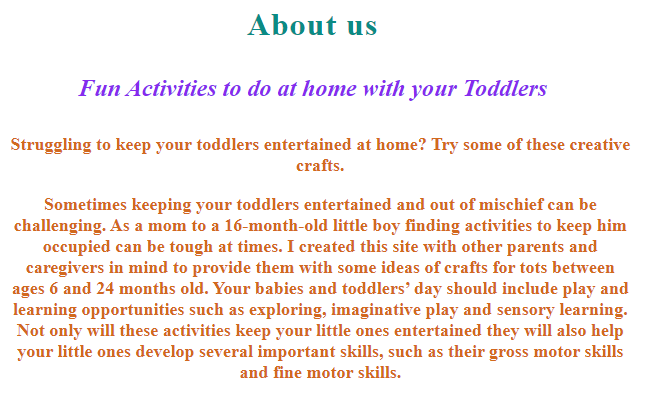 About us
Fun Activities to do at home with your Toddlers
Struggling to keep your toddlers entertained at home? Try some of these creative
crafts.
Sometimes keeping your toddlers entertained and out of mischief can be
challenging. As a mom to a 16-month-old little boy finding activities to keep him
occupied can be tough at times. I created this site with other parents and
caregivers in mind to provide them with some ideas of crafts for tots between
ages 6 and 24 months old. Your babies and toddlers’ day should include play and
learning opportunities such as exploring, imaginative play and sensory learning.
Not only will these activities keep your little ones entertained they will also help
your little ones develop several important skills, such as their gross motor skills
and fine motor skills.